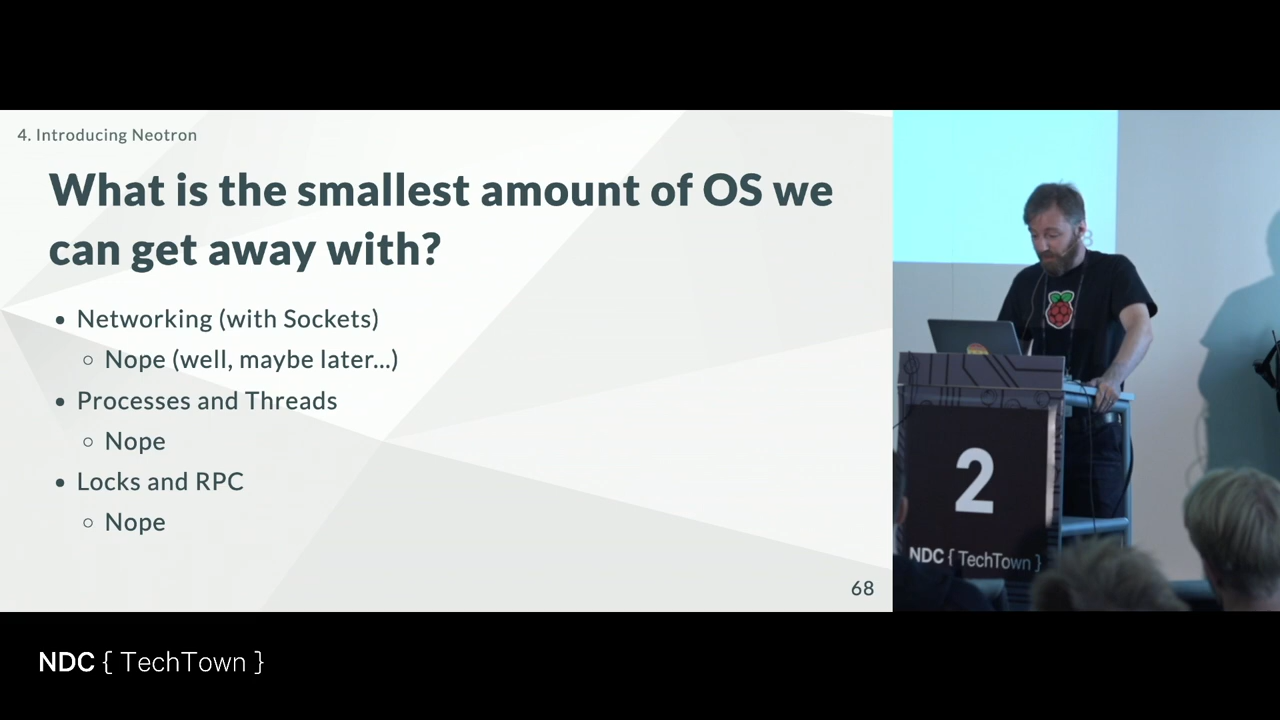 4. Introducing Neotron
What is the smallest amount of OS we
can get away with?
• Networking (with Sockets)
○ Nope (well, maybe later...)
• Processes and Threads
○ Nope
• Locks and RPC
○ Nope
68
2
NDC { TechTown }
NDC { TechTown }